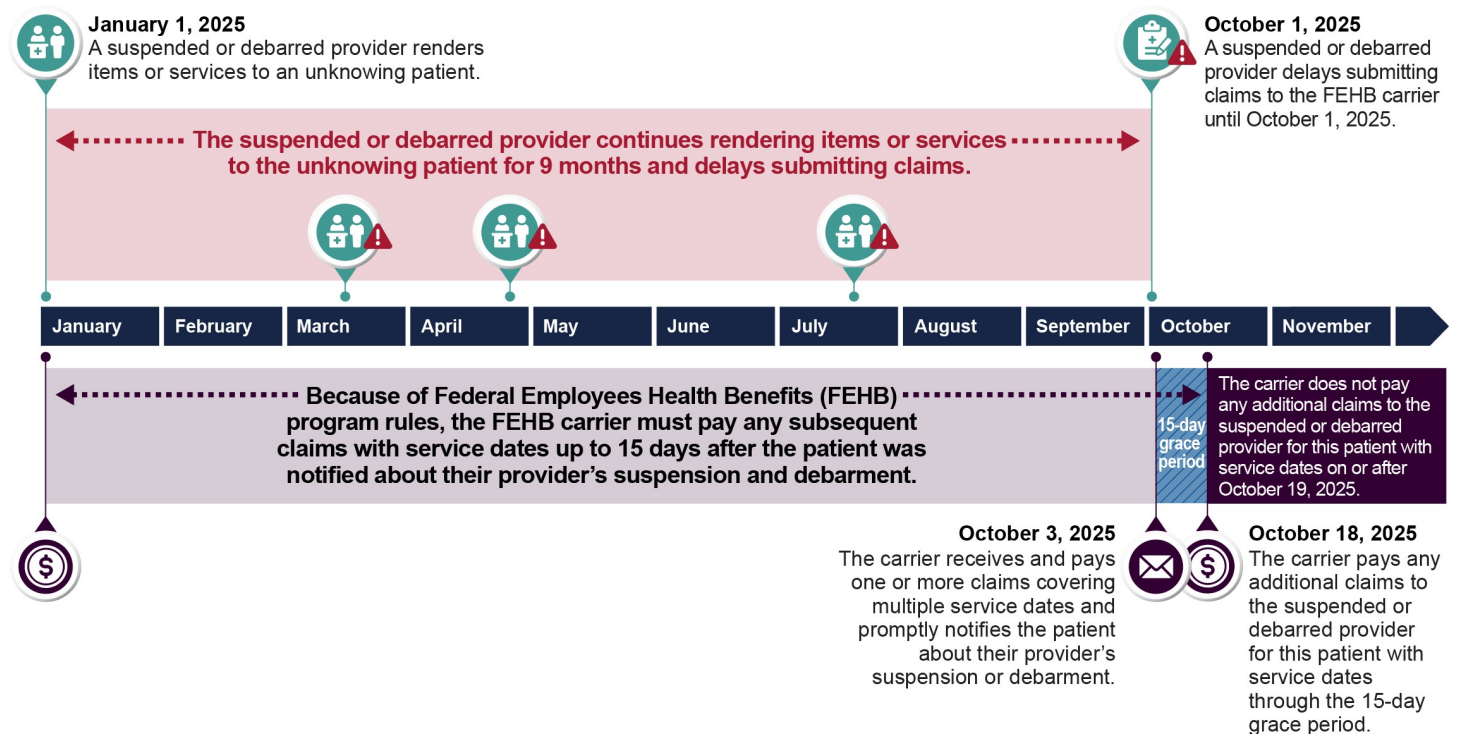 January 1, 2025
A suspended or debarred provider renders
items or services to an unknowing patient.
October 1, 2025
A suspended or debarred
provider delays submitting
claims to the FEHB carrier
until October 1, 2025.
The suspended or debarred provider continues rendering items or services
to the unknowing patient for 9 months and delays submitting claims.
January
February
March
April
May
June
July
August
September
October
November
Because of Federal Employees Health Benefits (FEHB)
program rules, the FEHB carrier must pay any subsequent
claims with service dates up to 15 days after the patient was
notified about their provider’s suspension and debarment.
15-day
grace
period
The carrier does not pay
any additional claims to the
suspended or debarred
provider for this patient with
service dates on or after
October 19, 2025.
$
October 3, 2025
The carrier receives and pays
one or more claims covering
multiple service dates and
promptly notifies the patient
about their provider’s
suspension or debarment.
$
October 18, 2025
The carrier pays any
additional claims to
the suspended or
debarred provider
for this patient with
service dates
through the 15-day
grace period.